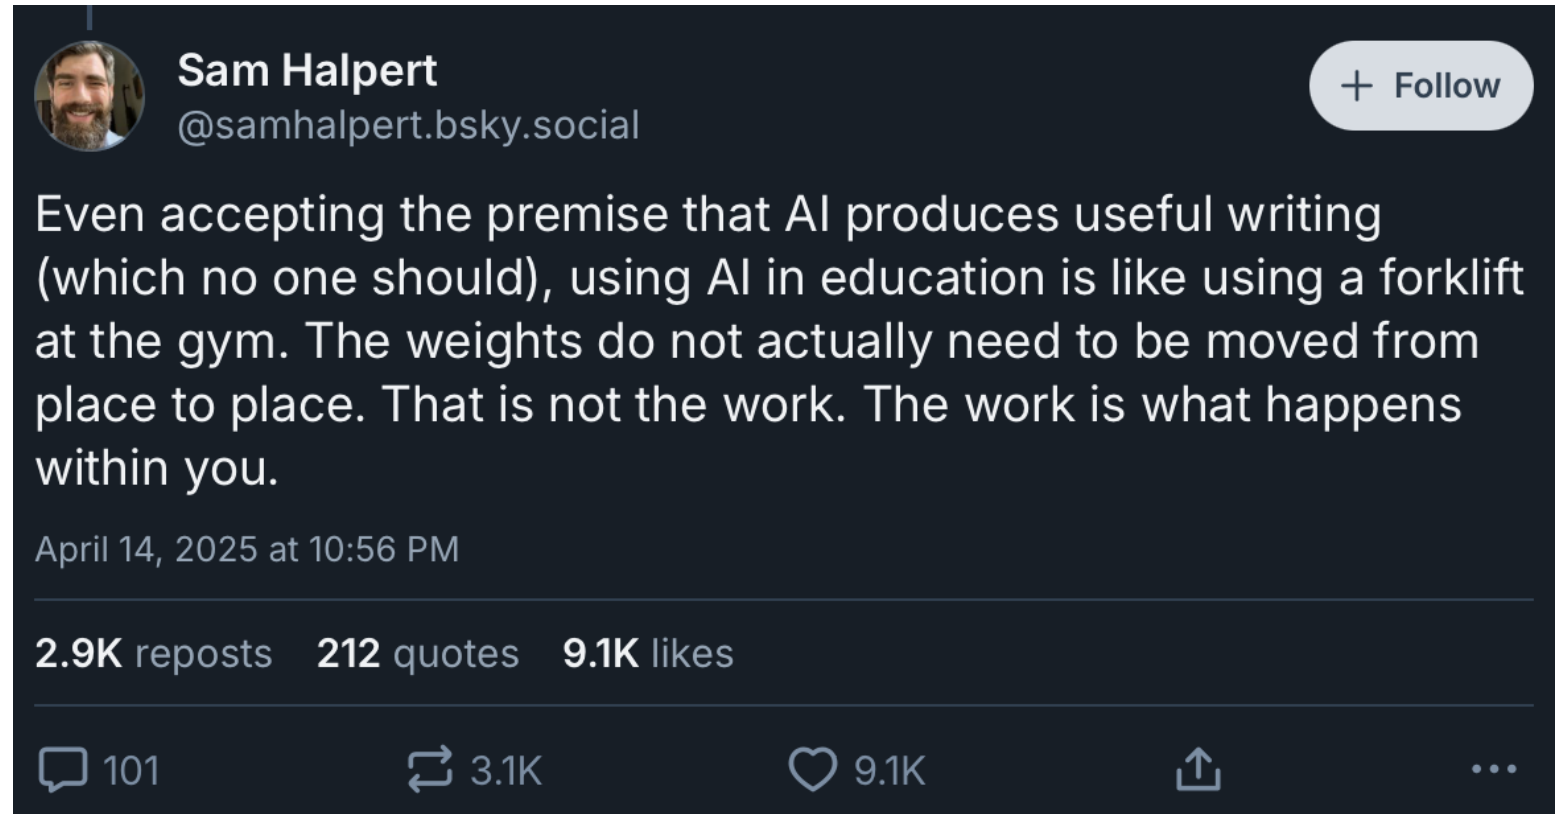 Sam Halpert
+ Follow
@samhalpert.bsky.social
Even accepting the premise that AI produces useful writing
(which no one should), using AI in education is like using a forklift
at the gym. The weights do not actually need to be moved from
place to place. That is not the work. The work is what happens
within you.
April 14, 2025 at 10:56 PM
2.9K reposts 212 quotes 9.1K likes
101 3.1K 9.1K